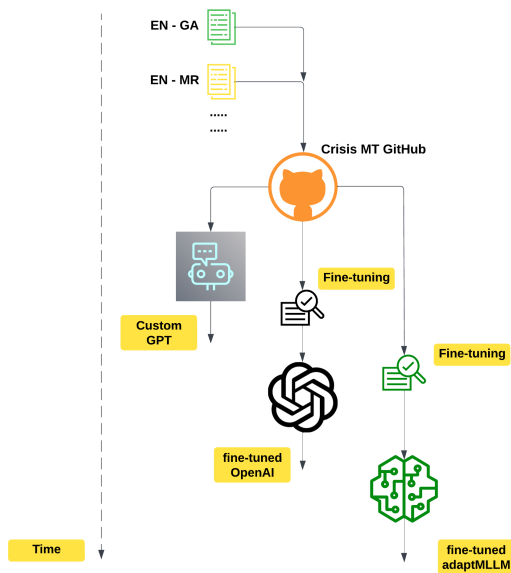 EN - GA
EN - MR
.....
.....
Crisis MT GitHub
Fine-tuning
Custom
GPT
Fine-tuning
fine-tuned
OpenAI
Time
fine-tuned
adaptMLLM